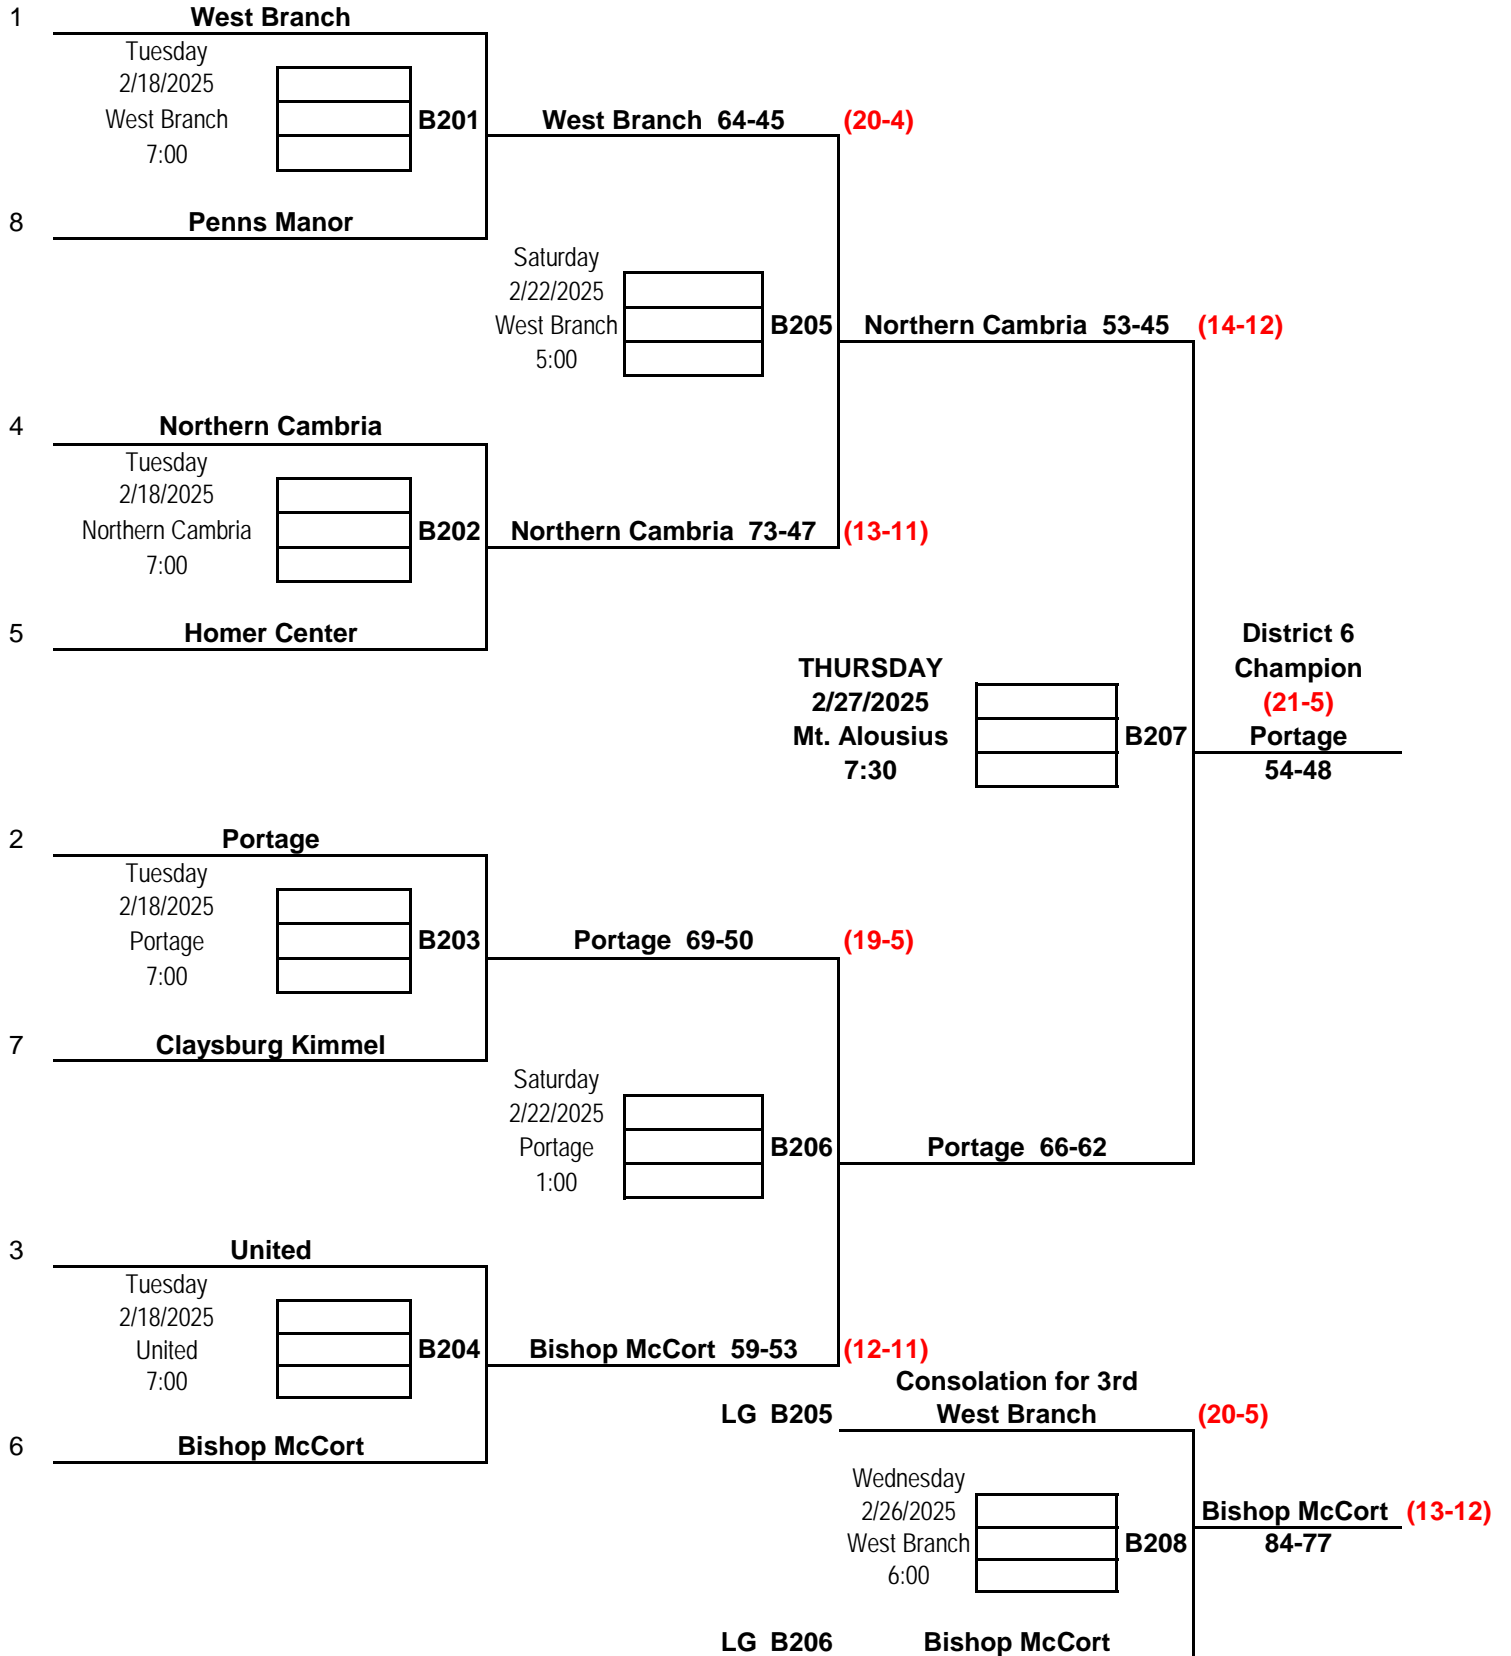 1 West Branch
Tuesday
2/18/2025
West Branch B201 West Branch 64-45 (20-4)
7:00
8 Penns Manor
Saturday
2/22/2025
West Branch B205 Northern Cambria 53-45 (14-12)
5:00
4 Northern Cambria
Tuesday
2/18/2025
Northern Cambria B202 Northern Cambria 73-47 (13-11)
7:00
5 Homer Center
District 6
THURSDAY Champion
2/27/2025 (21-5)
Mt. Alousius B207 Portage
7:30 54-48
2 Portage
Tuesday
2/18/2025
Portage B203 Portage 69-50 (19-5)
7:00
7 Claysburg Kimmel
Saturday
2/22/2025
Portage B206 Portage 66-62
1:00
3 United
Tuesday
2/18/2025
United B204 Bishop McCort 59-53 (12-11)
7:00
Consolation for 3rd
LG B205 West Branch (20-5)
6 Bishop McCort
Wednesday
2/26/2025 Bishop McCort (13-12)
West Branch B208 84-77
6:00
LG B206 Bishop McCort